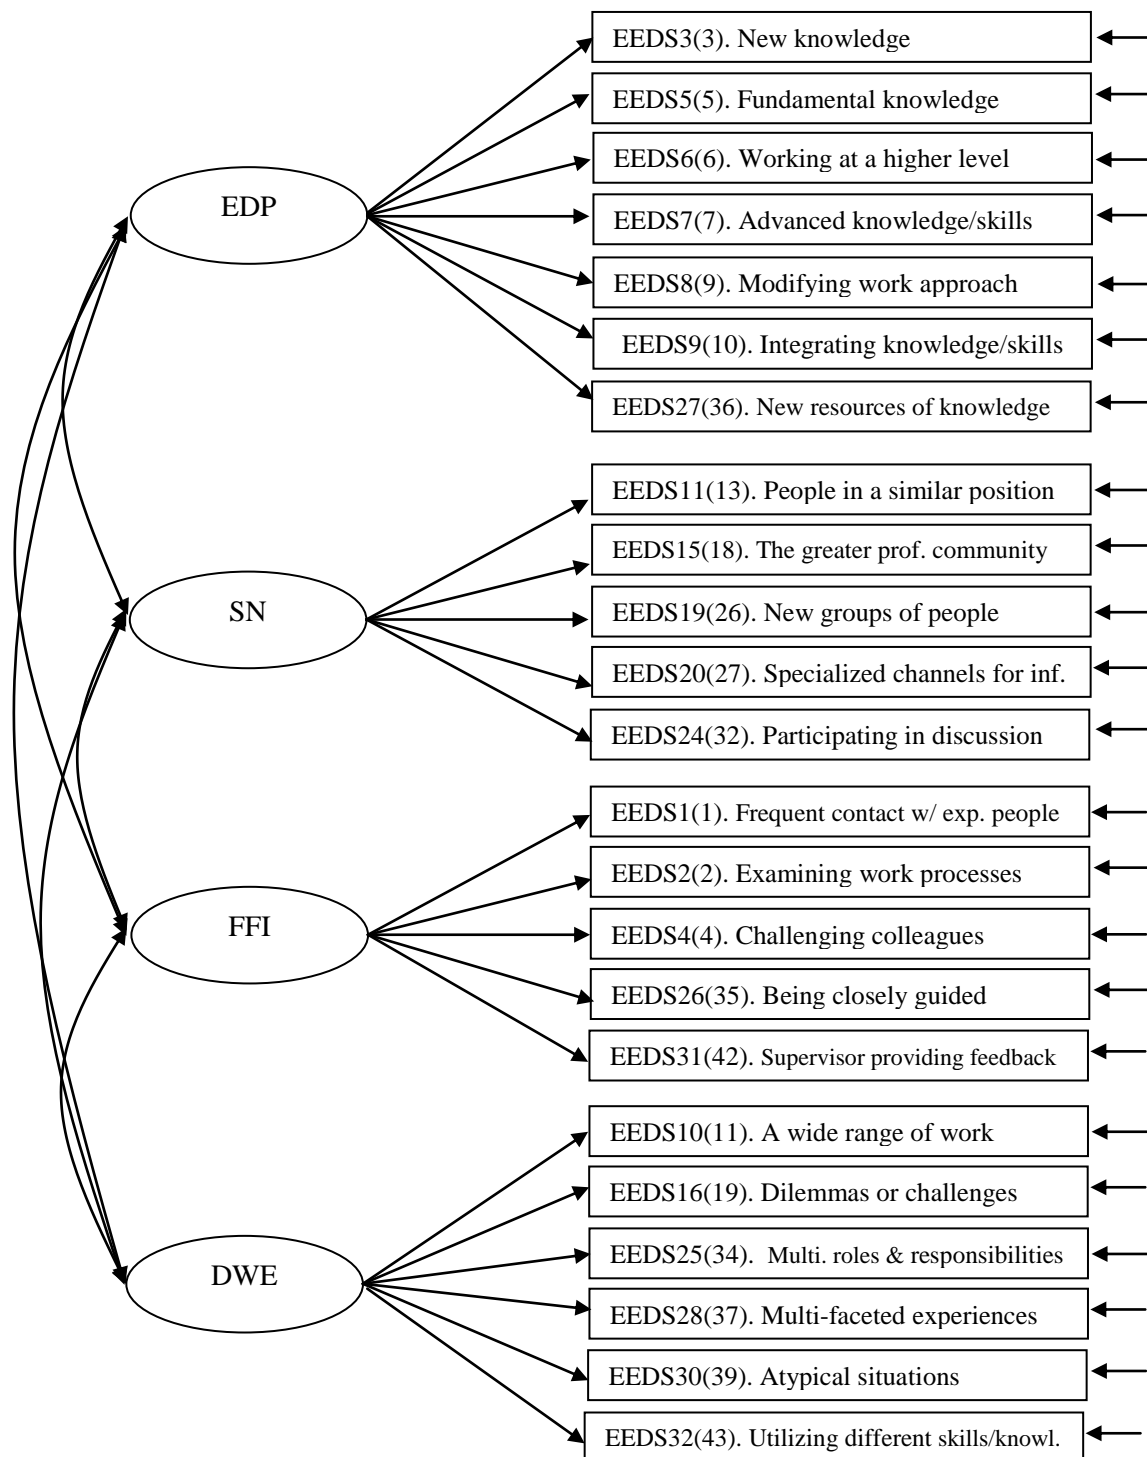 EEDS3(3). New knowledge
EEDS5(5). Fundamental knowledge
EEDS6(6). Working at a higher level
EDP
EEDS7(7). Advanced knowledge/skills
EEDS8(9). Modifying work approach
EEDS9(10). Integrating knowledge/skills
EEDS27(36). New resources of knowledge
EEDS11(13). People in a similar position
EEDS15(18). The greater prof. community
SN
EEDS19(26). New groups of people
EEDS20(27). Specialized channels for inf.
EEDS24(32). Participating in discussion
EEDS1(1). Frequent contact w/ exp. people
EEDS2(2). Examining work processes
FFI
EEDS4(4). Challenging colleagues
EEDS26(35). Being closely guided
EEDS31(42). Supervisor providing feedback
EEDS10(11). A wide range of work
EEDS16(19). Dilemmas or challenges
EEDS25(34). Multi. roles & responsibilities
DWE
EEDS28(37). Multi-faceted experiences
EEDS30(39). Atypical situations
EEDS32(43). Utilizing different skills/knowl.